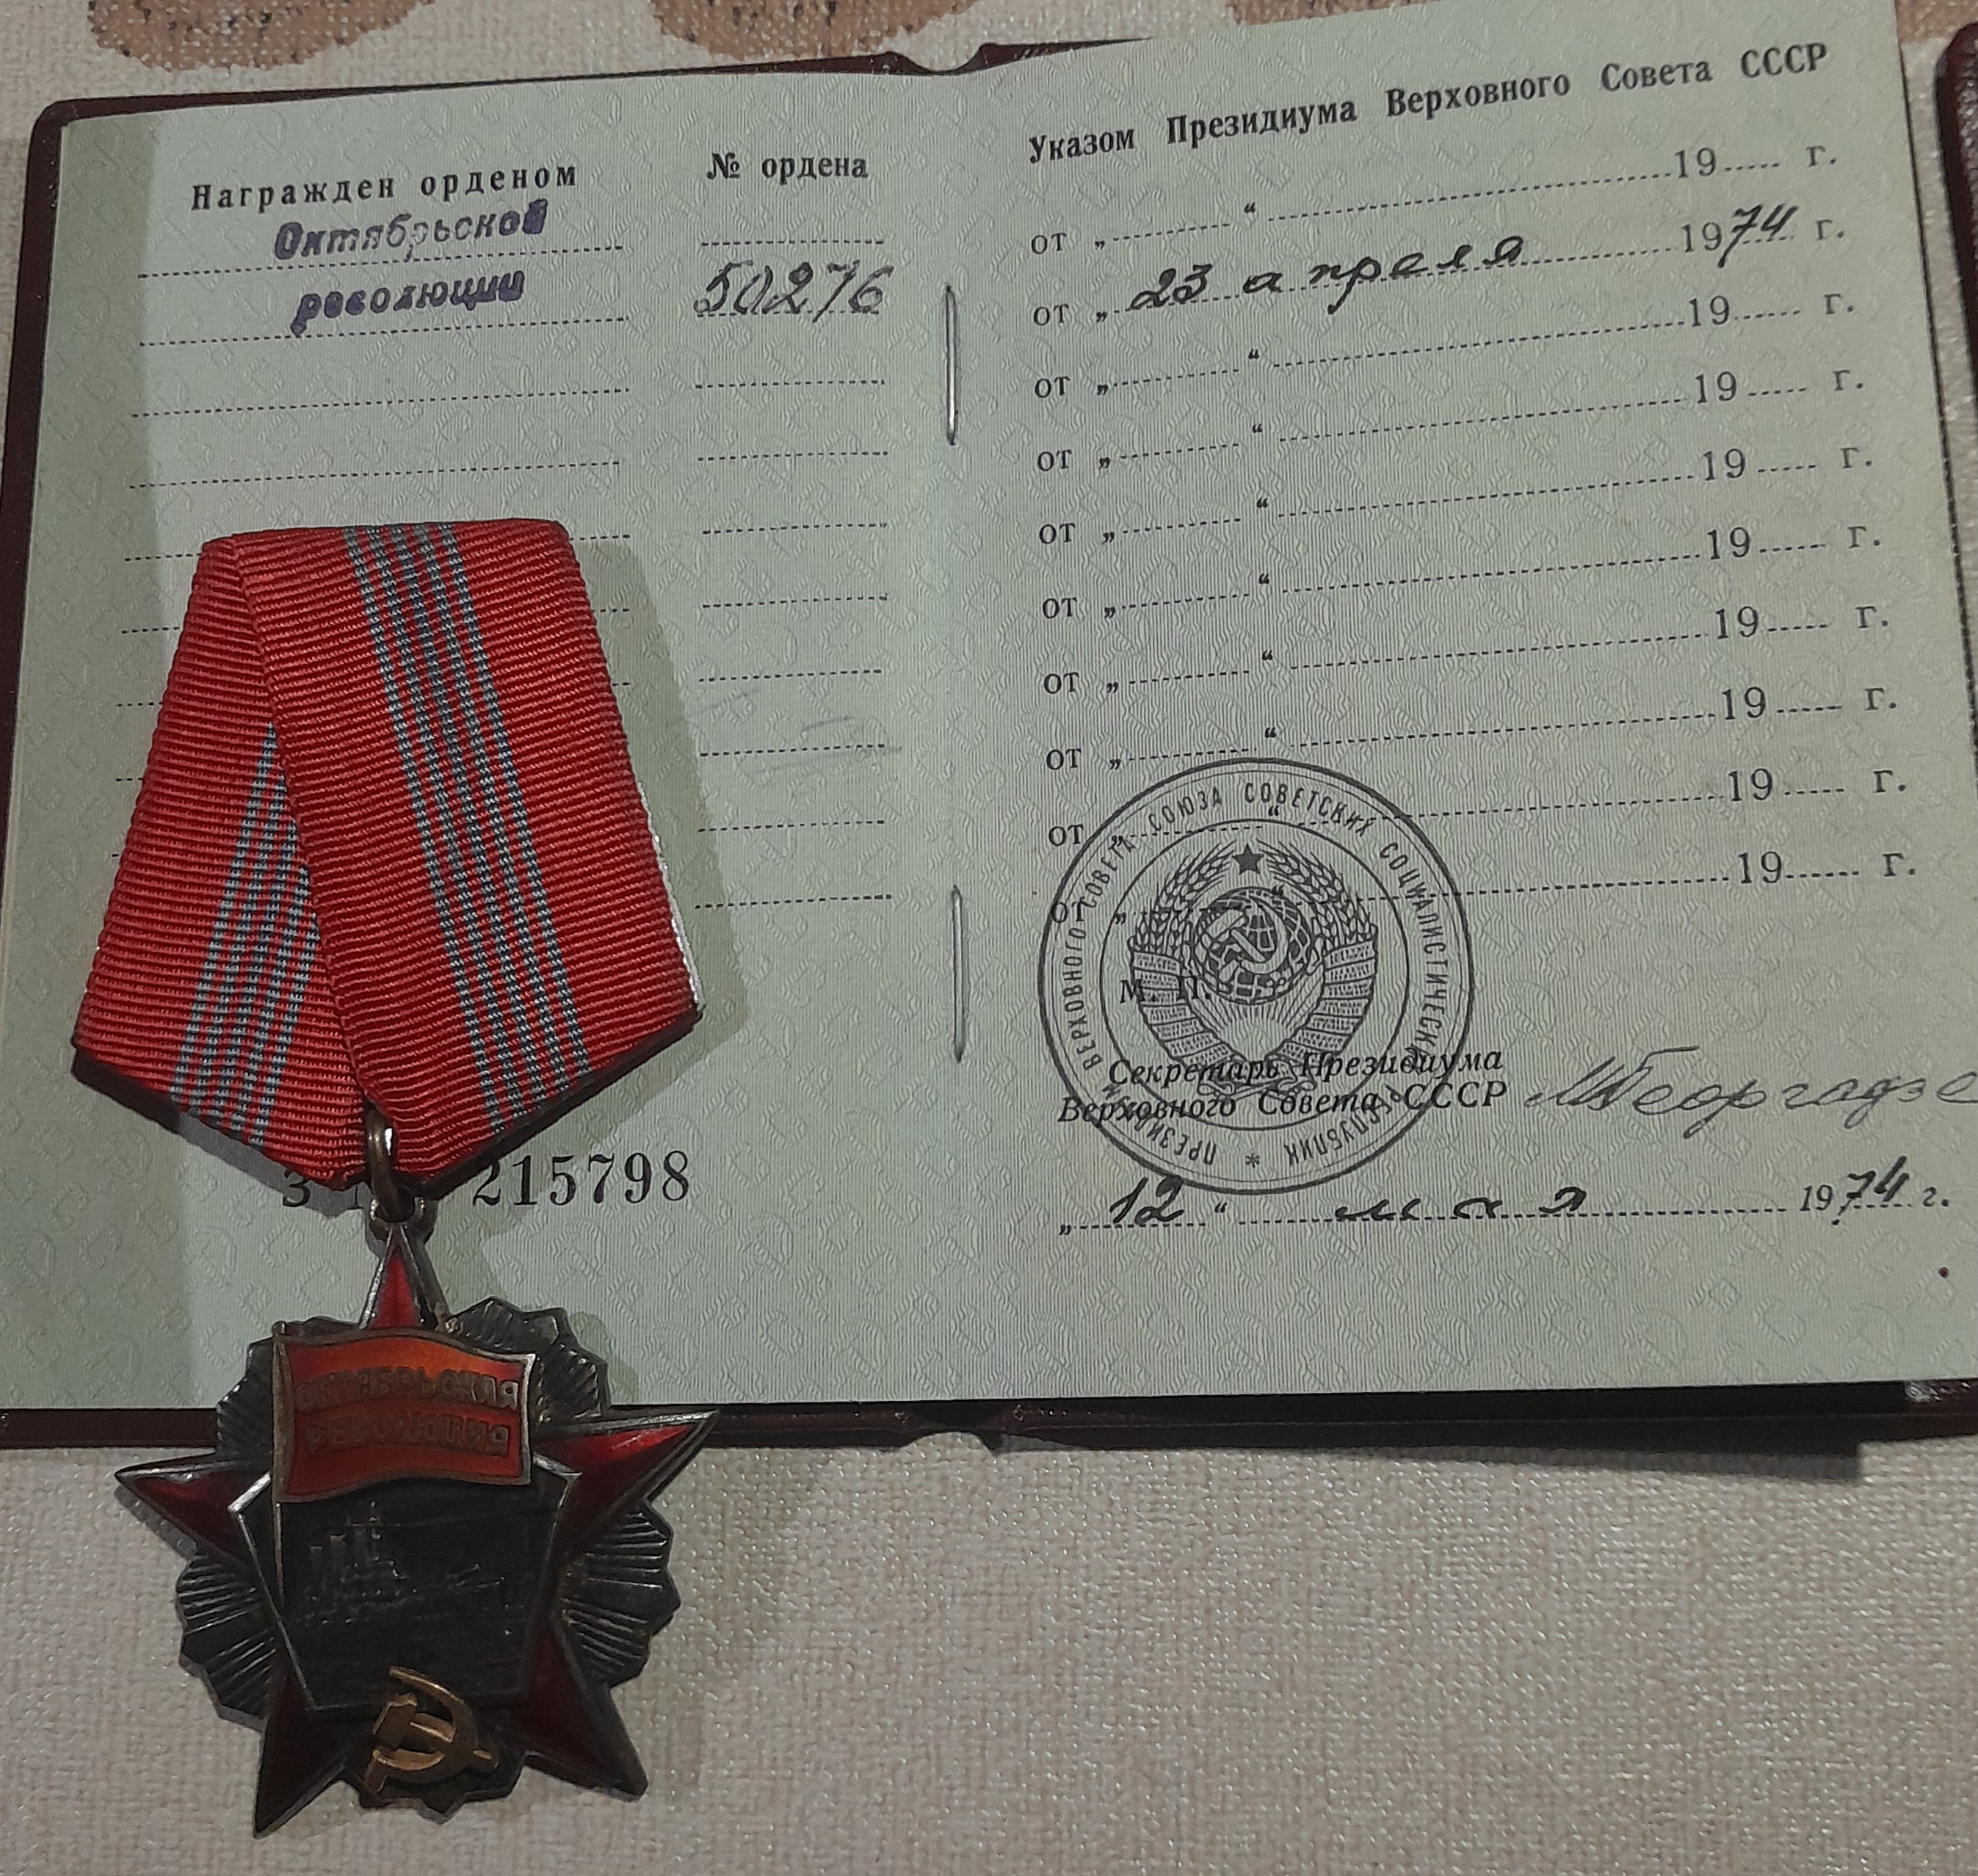 Награжден орденом
№ ордена
Октябрьской
революции
50276
215798
Указом Президиума Верховного Совета СССР
от „ “ 19 г.
от „ 23 апреля 1974 г.
от „ “ 19 г.
от „ “ 19 г.
от „ “ 19 г.
от „ “ 19 г.
от „ “ 19 г.
от „ “ 19 г.
от „ “ 19 г.
от „ “ 19 г.
М. П.
Секретарь Президиума
Верховного Совета СССР МГеоргадзе
„ 12 “ мая 1974 г.
ПРЕЗИДИУМ ВЕРХОВНОГО СОВЕТА СОЮЗА СОВЕТСКИХ СОЦИАЛИСТИЧЕСКИХ РЕСПУБЛИК *
ОКТЯБРЬСКАЯ
РЕВОЛЮЦИЯ